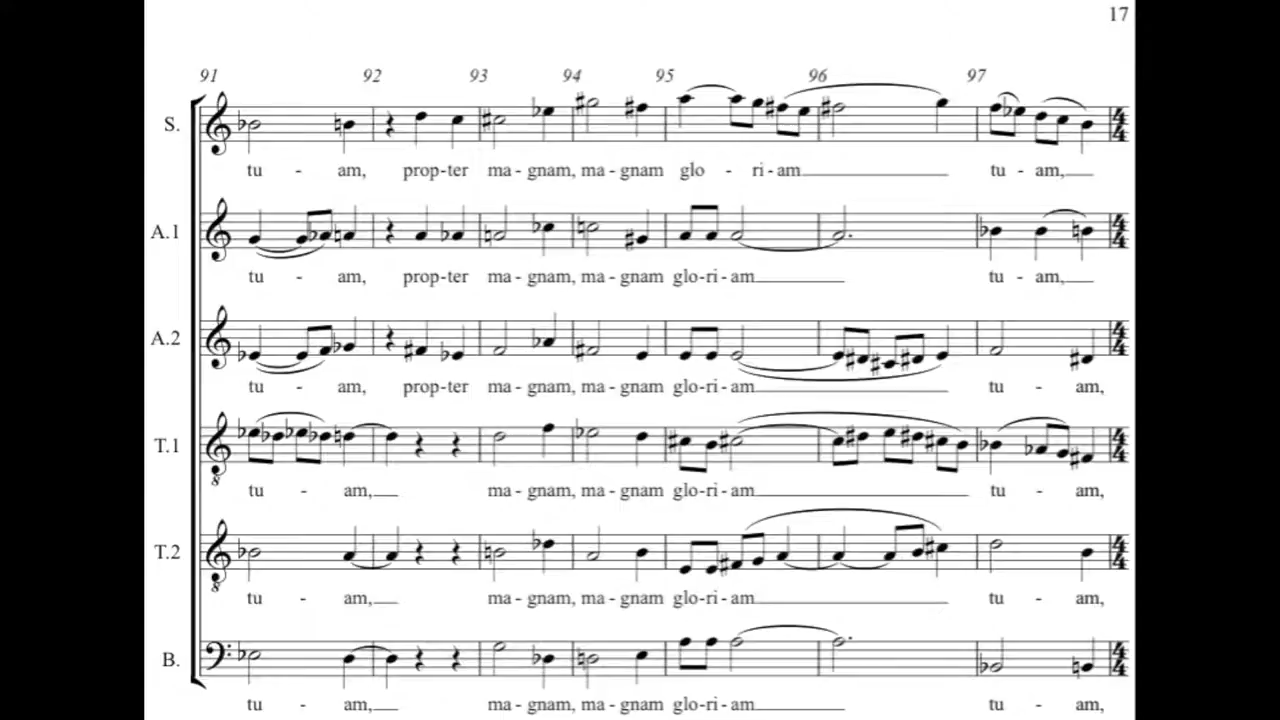 17
91 92 93 94 95 96 97
S.
tu - am, prop-ter ma-gnam, ma-gnam glo - ri-am tu - am,
A.1
tu - am, prop-ter ma-gnam, ma-gnam glo-ri-am tu - am,
A.2
tu - am, prop-ter ma-gnam, ma-gnam glo-ri-am tu - am,
T.1
tu - am, ma-gnam, ma-gnam glo-ri-am tu - am,
T.2
tu - am, ma-gnam, ma-gnam glo-ri-am tu - am,
B.
tu - am, ma-gnam, ma-gnam glo-ri-am tu - am,